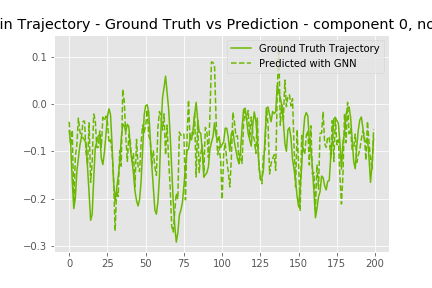 in Trajectory - Ground Truth vs Prediction - component 0, no
Ground Truth Trajectory
Predicted with GNN
0.1
0.0
−0.1
−0.2
−0.3
0 25 50 75 100 125 150 175 200